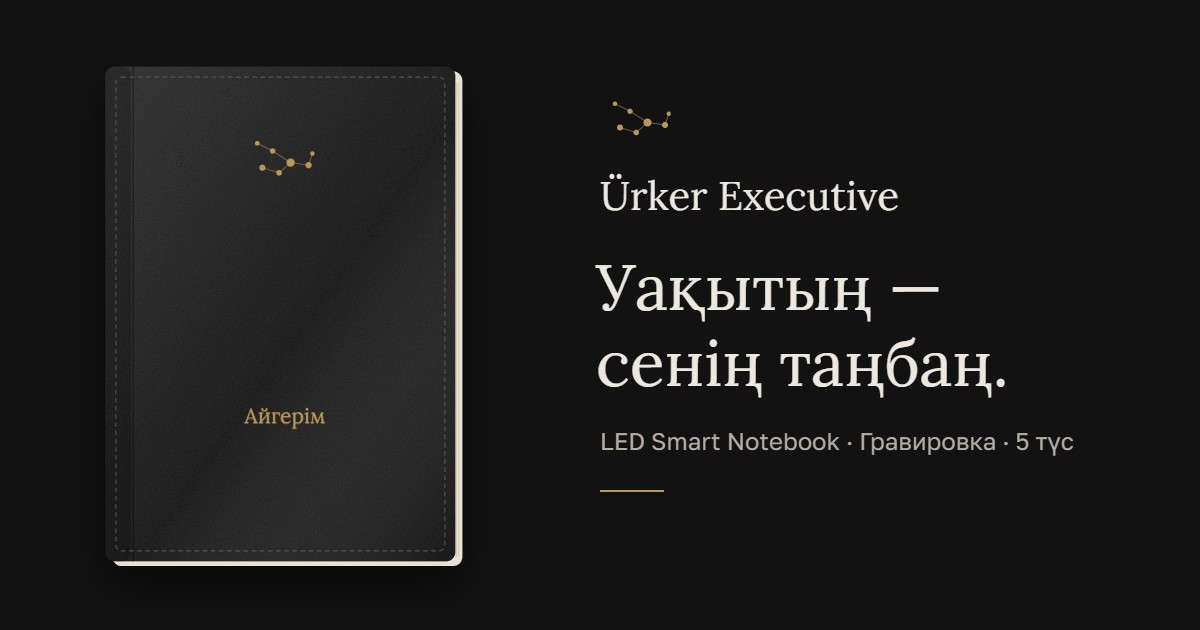 Айгерім
Ürker Executive
Уақытың —
сенің таңбаң.
LED Smart Notebook · Гравировка · 5 түс